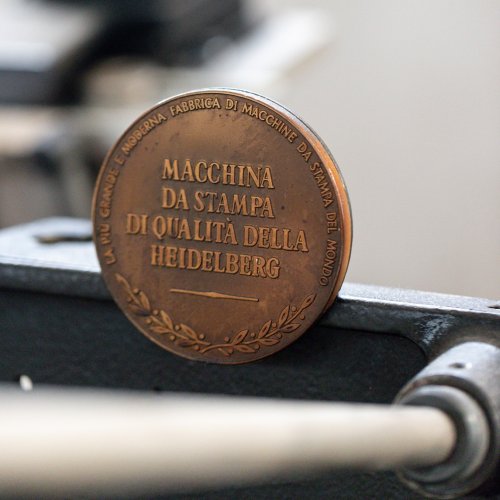 LA PIÙ GRANDE E MODERNA FABBRICA DI MACCHINE DA STAMPA DEL MONDO
MACCHINA
DA STAMPA
DI QUALITÀ DELLA
HEIDELBERG